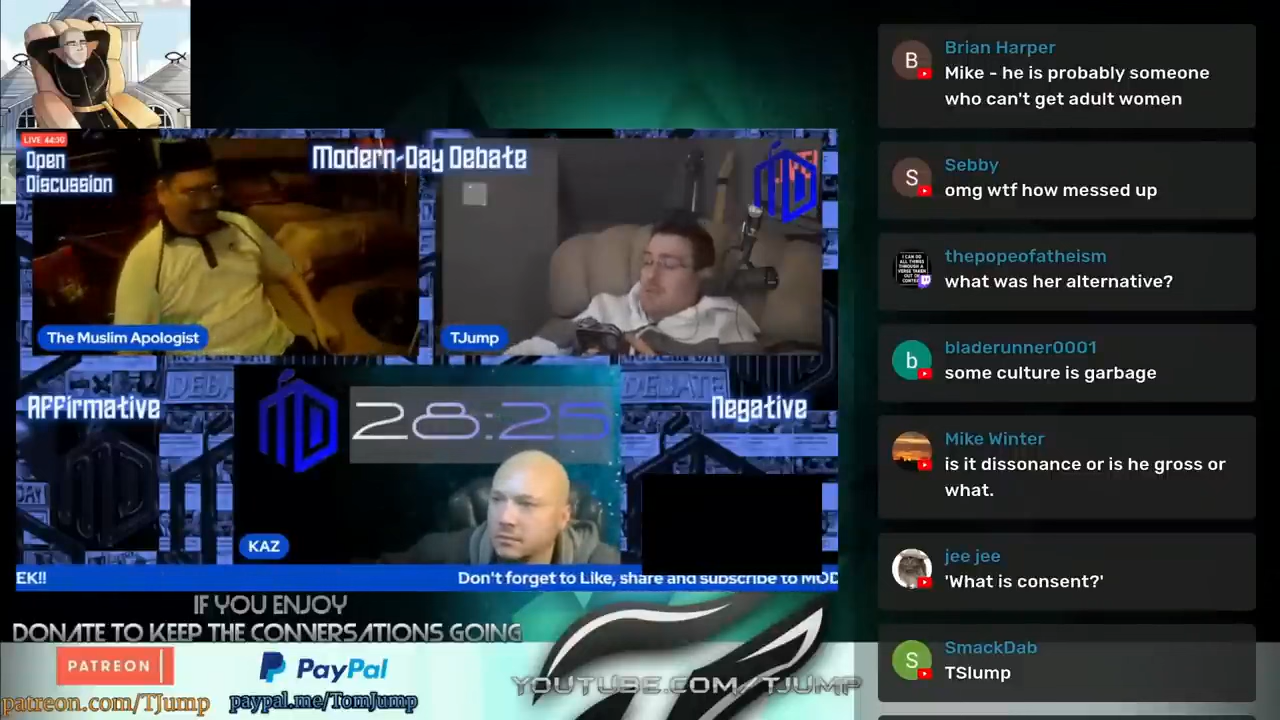 LIVE 44:30
Open
Discussion
Modern-Day Debate
The Muslim Apologist
TJump
Affirmative
Negative
28:25
KAZ
EK!!
Don't forget to Like, share and subscribe to MOD
IF YOU ENJOY
DONATE TO KEEP THE CONVERSATIONS GOING
PATREON
PayPal
patreon.com/TJump
paypal.me/TomJump
YOUTUBE.COM/TJUMP
Brian Harper
Mike - he is probably someone
who can't get adult women
Sebby
omg wtf how messed up
thepopeofatheism
what was her alternative?
bladerunner0001
some culture is garbage
Mike Winter
is it dissonance or is he gross or
what.
jee jee
'What is consent?'
SmackDab
TSlump